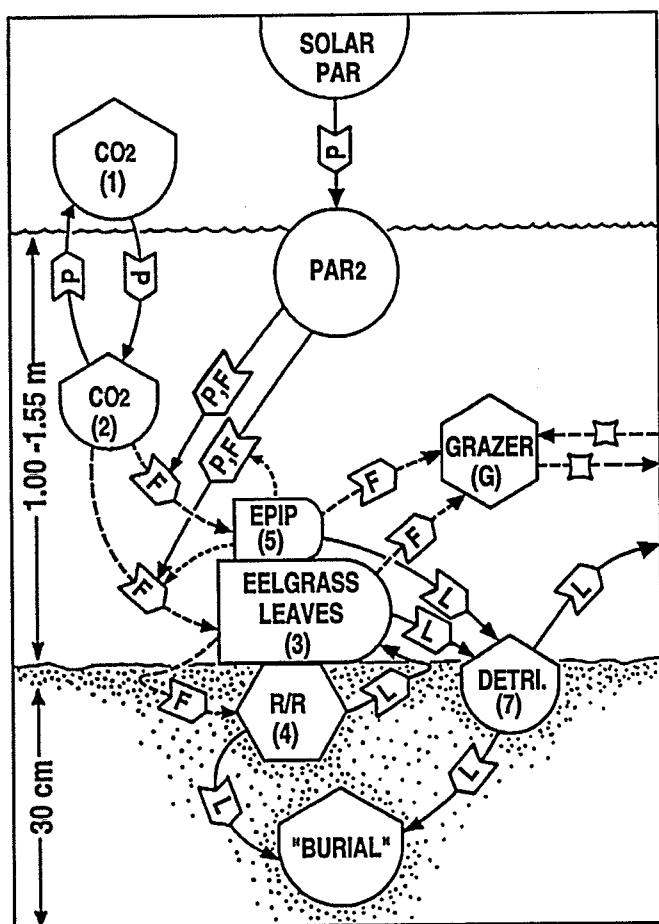 SOLAR
PAR
P
CO2
(1)
PAR2
P
P
1.00 -1.55 m
CO2
(2)
P,F
P,F
GRAZER
(G)
F
F
F
EPIP
(5)
F
EELGRASS
LEAVES
(3)
L
L
L
F
R/R
(4)
L
DETRI.
(7)
30 cm
L
L
"BURIAL"